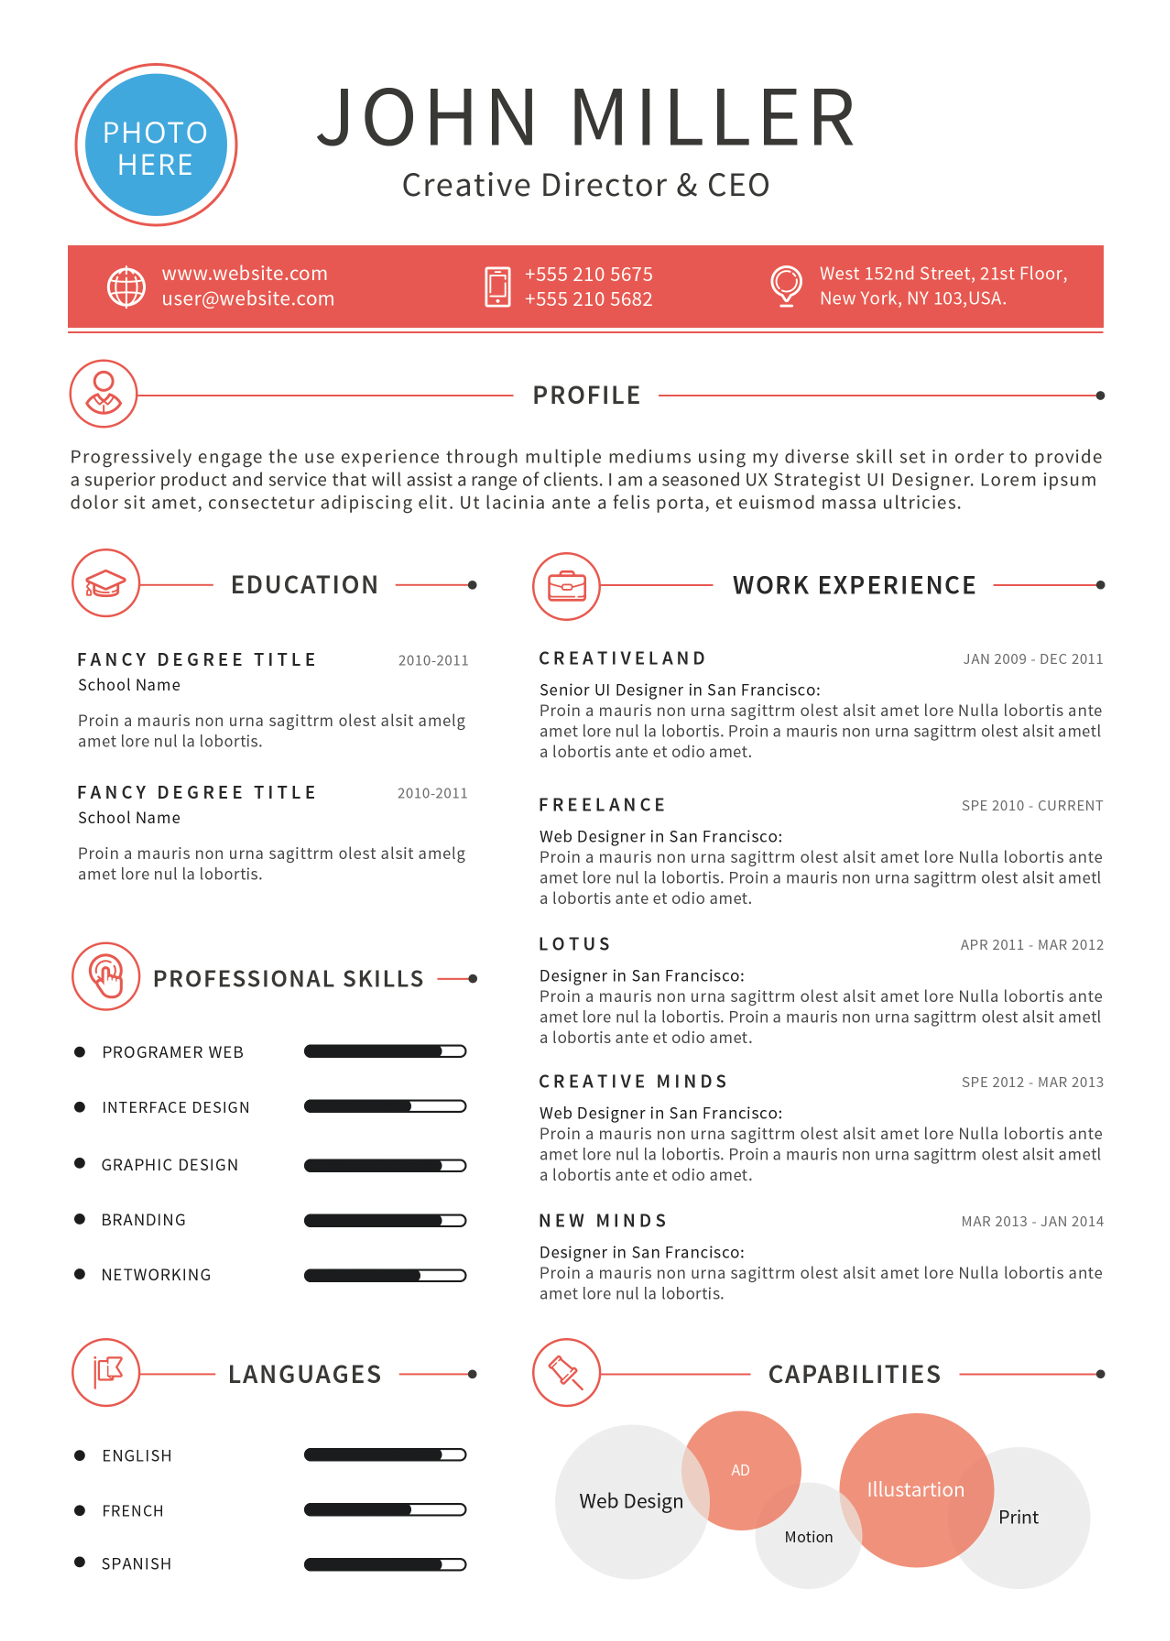 PHOTO
HERE
JOHN MILLER
Creative Director & CEO
www.website.com
user@website.com
+555 210 5675
+555 210 5682
West 152nd Street, 21st Floor,
New York, NY 103,USA.
PROFILE
Progressively engage the use experience through multiple mediums using my diverse skill set in order to provide
a superior product and service that will assist a range of clients. I am a seasoned UX Strategist UI Designer. Lorem ipsum
dolor sit amet, consectetur adipiscing elit. Ut lacinia ante a felis porta, et euismod massa ultricies.
EDUCATION
FANCY DEGREE TITLE 2010-2011
School Name
Proin a mauris non urna sagittrm olest alsit amelg
amet lore nul la lobortis.
FANCY DEGREE TITLE 2010-2011
School Name
Proin a mauris non urna sagittrm olest alsit amelg
amet lore nul la lobortis.
PROFESSIONAL SKILLS
PROGRAMER WEB
INTERFACE DESIGN
GRAPHIC DESIGN
BRANDING
NETWORKING
LANGUAGES
ENGLISH
FRENCH
SPANISH
WORK EXPERIENCE
CREATIVELAND JAN 2009 - DEC 2011
Senior UI Designer in San Francisco:
Proin a mauris non urna sagittrm olest alsit amet lore Nulla lobortis ante
amet lore nul la lobortis. Proin a mauris non urna sagittrm olest alsit ametl
a lobortis ante et odio amet.
FREELANCE SPE 2010 - CURRENT
Web Designer in San Francisco:
Proin a mauris non urna sagittrm olest alsit amet lore Nulla lobortis ante
amet lore nul la lobortis. Proin a mauris non urna sagittrm olest alsit ametl
a lobortis ante et odio amet.
LOTUS APR 2011 - MAR 2012
Designer in San Francisco:
Proin a mauris non urna sagittrm olest alsit amet lore Nulla lobortis ante
amet lore nul la lobortis. Proin a mauris non urna sagittrm olest alsit ametl
a lobortis ante et odio amet.
CREATIVE MINDS SPE 2012 - MAR 2013
Web Designer in San Francisco:
Proin a mauris non urna sagittrm olest alsit amet lore Nulla lobortis ante
amet lore nul la lobortis. Proin a mauris non urna sagittrm olest alsit ametl
a lobortis ante et odio amet.
NEW MINDS MAR 2013 - JAN 2014
Designer in San Francisco:
Proin a mauris non urna sagittrm olest alsit amet lore Nulla lobortis ante
amet lore nul la lobortis.
CAPABILITIES
Web Design
AD
Motion
Illustartion
Print